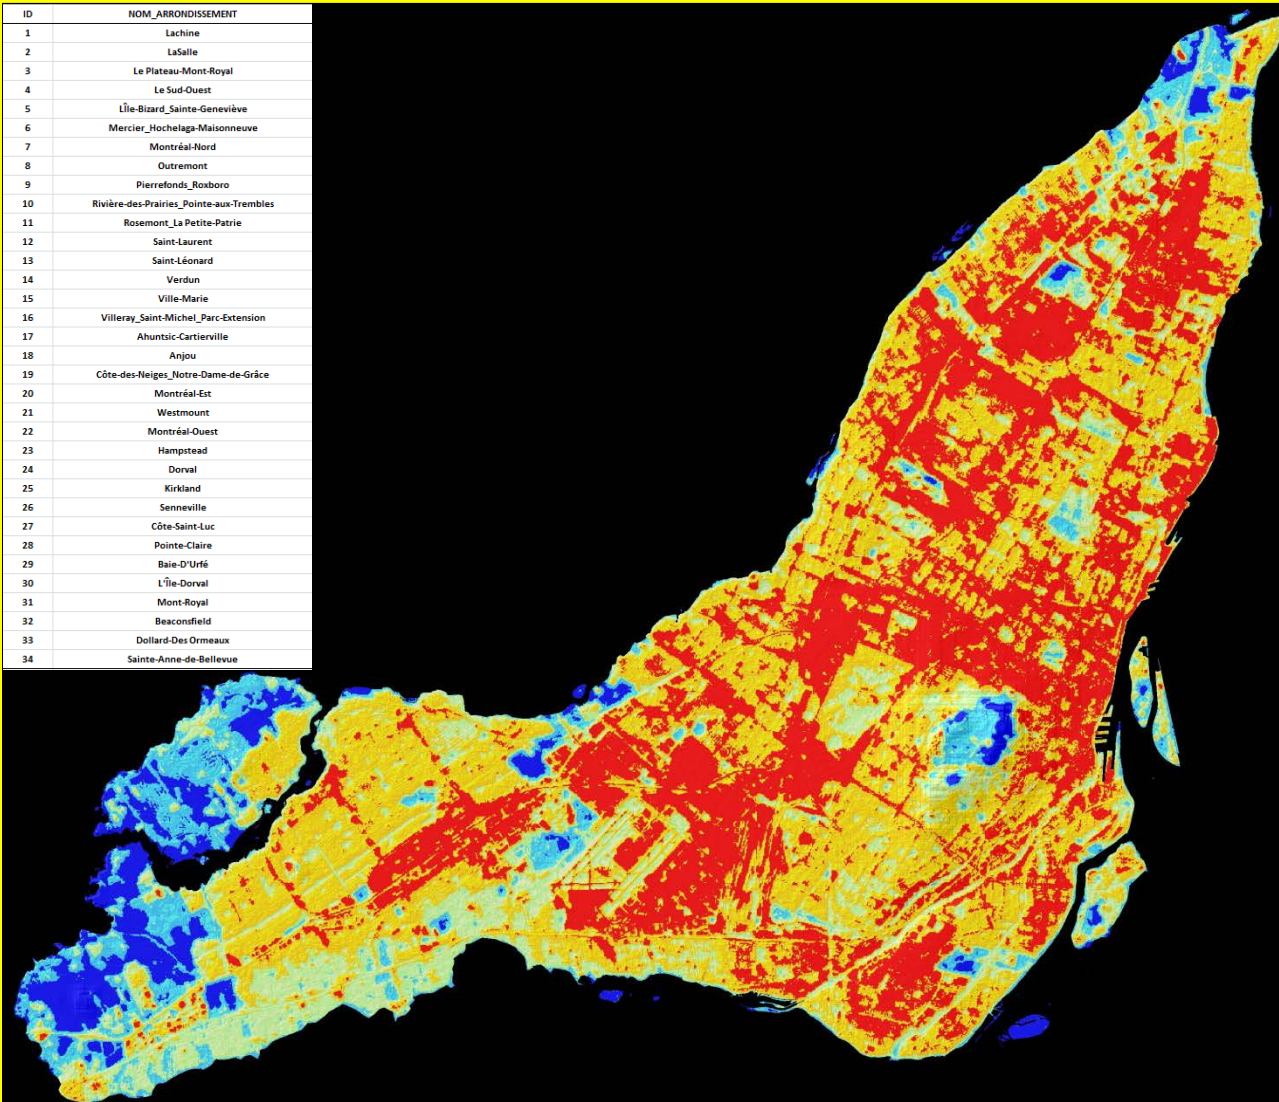 ID NOM_ARRONDISSEMENT
1 Lachine
2 LaSalle
3 Le Plateau-Mont-Royal
4 Le Sud-Ouest
5 L'Île-Bizard_Sainte-Geneviève
6 Mercier_Hochelaga-Maisonneuve
7 Montréal-Nord
8 Outremont
9 Pierrefonds_Roxboro
10 Rivière-des-Prairies_Pointe-aux-Trembles
11 Rosemont_La Petite-Patrie
12 Saint-Laurent
13 Saint-Léonard
14 Verdun
15 Ville-Marie
16 Villeray_Saint-Michel_Parc-Extension
17 Ahuntsic-Cartierville
18 Anjou
19 Côte-des-Neiges_Notre-Dame-de-Grâce
20 Montréal-Est
21 Westmount
22 Montréal-Ouest
23 Hampstead
24 Dorval
25 Kirkland
26 Senneville
27 Côte-Saint-Luc
28 Pointe-Claire
29 Baie-D'Urfé
30 L'Île-Dorval
31 Mont-Royal
32 Beaconsfield
33 Dollard-Des Ormeaux
34 Sainte-Anne-de-Bellevue